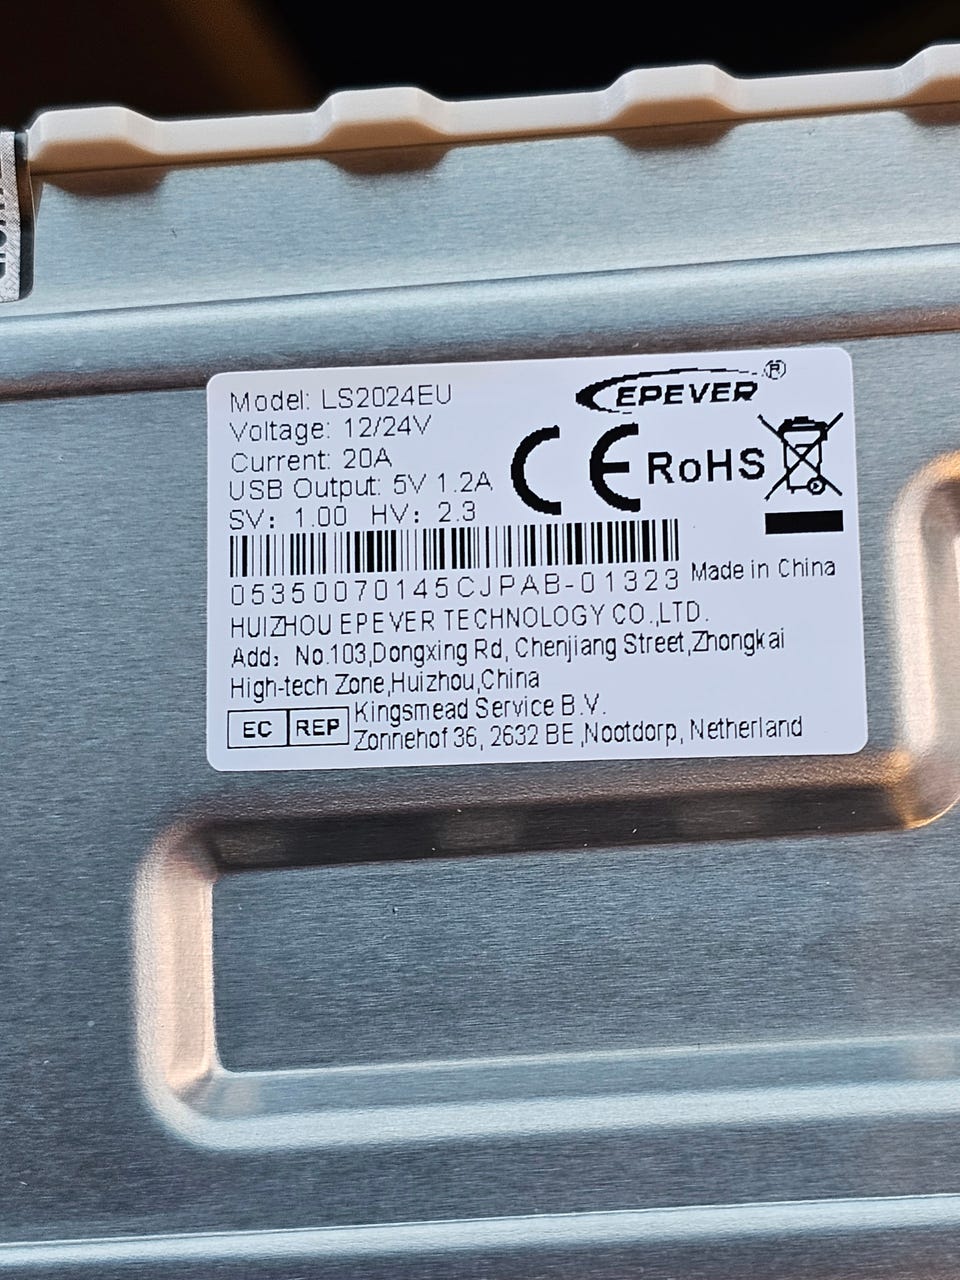 Model: LS2024EU
EPEVER®
Voltage: 12/24V
Current: 20A
CE RoHS
USB Output: 5V 1.2A
SV: 1.00 HV: 2.3
05350070145CJPAB-01323
Made in China
HUIZHOU EPEVER TECHNOLOGY CO.,LTD.
Add: No.103,Dongxing Rd, Chenjiang Street,Zhongkai
High-tech Zone,Huizhou,China
EC REP
Kingsmead Service B.V.
Zonnehof 36, 2632 BE ,Nootdorp, Netherland